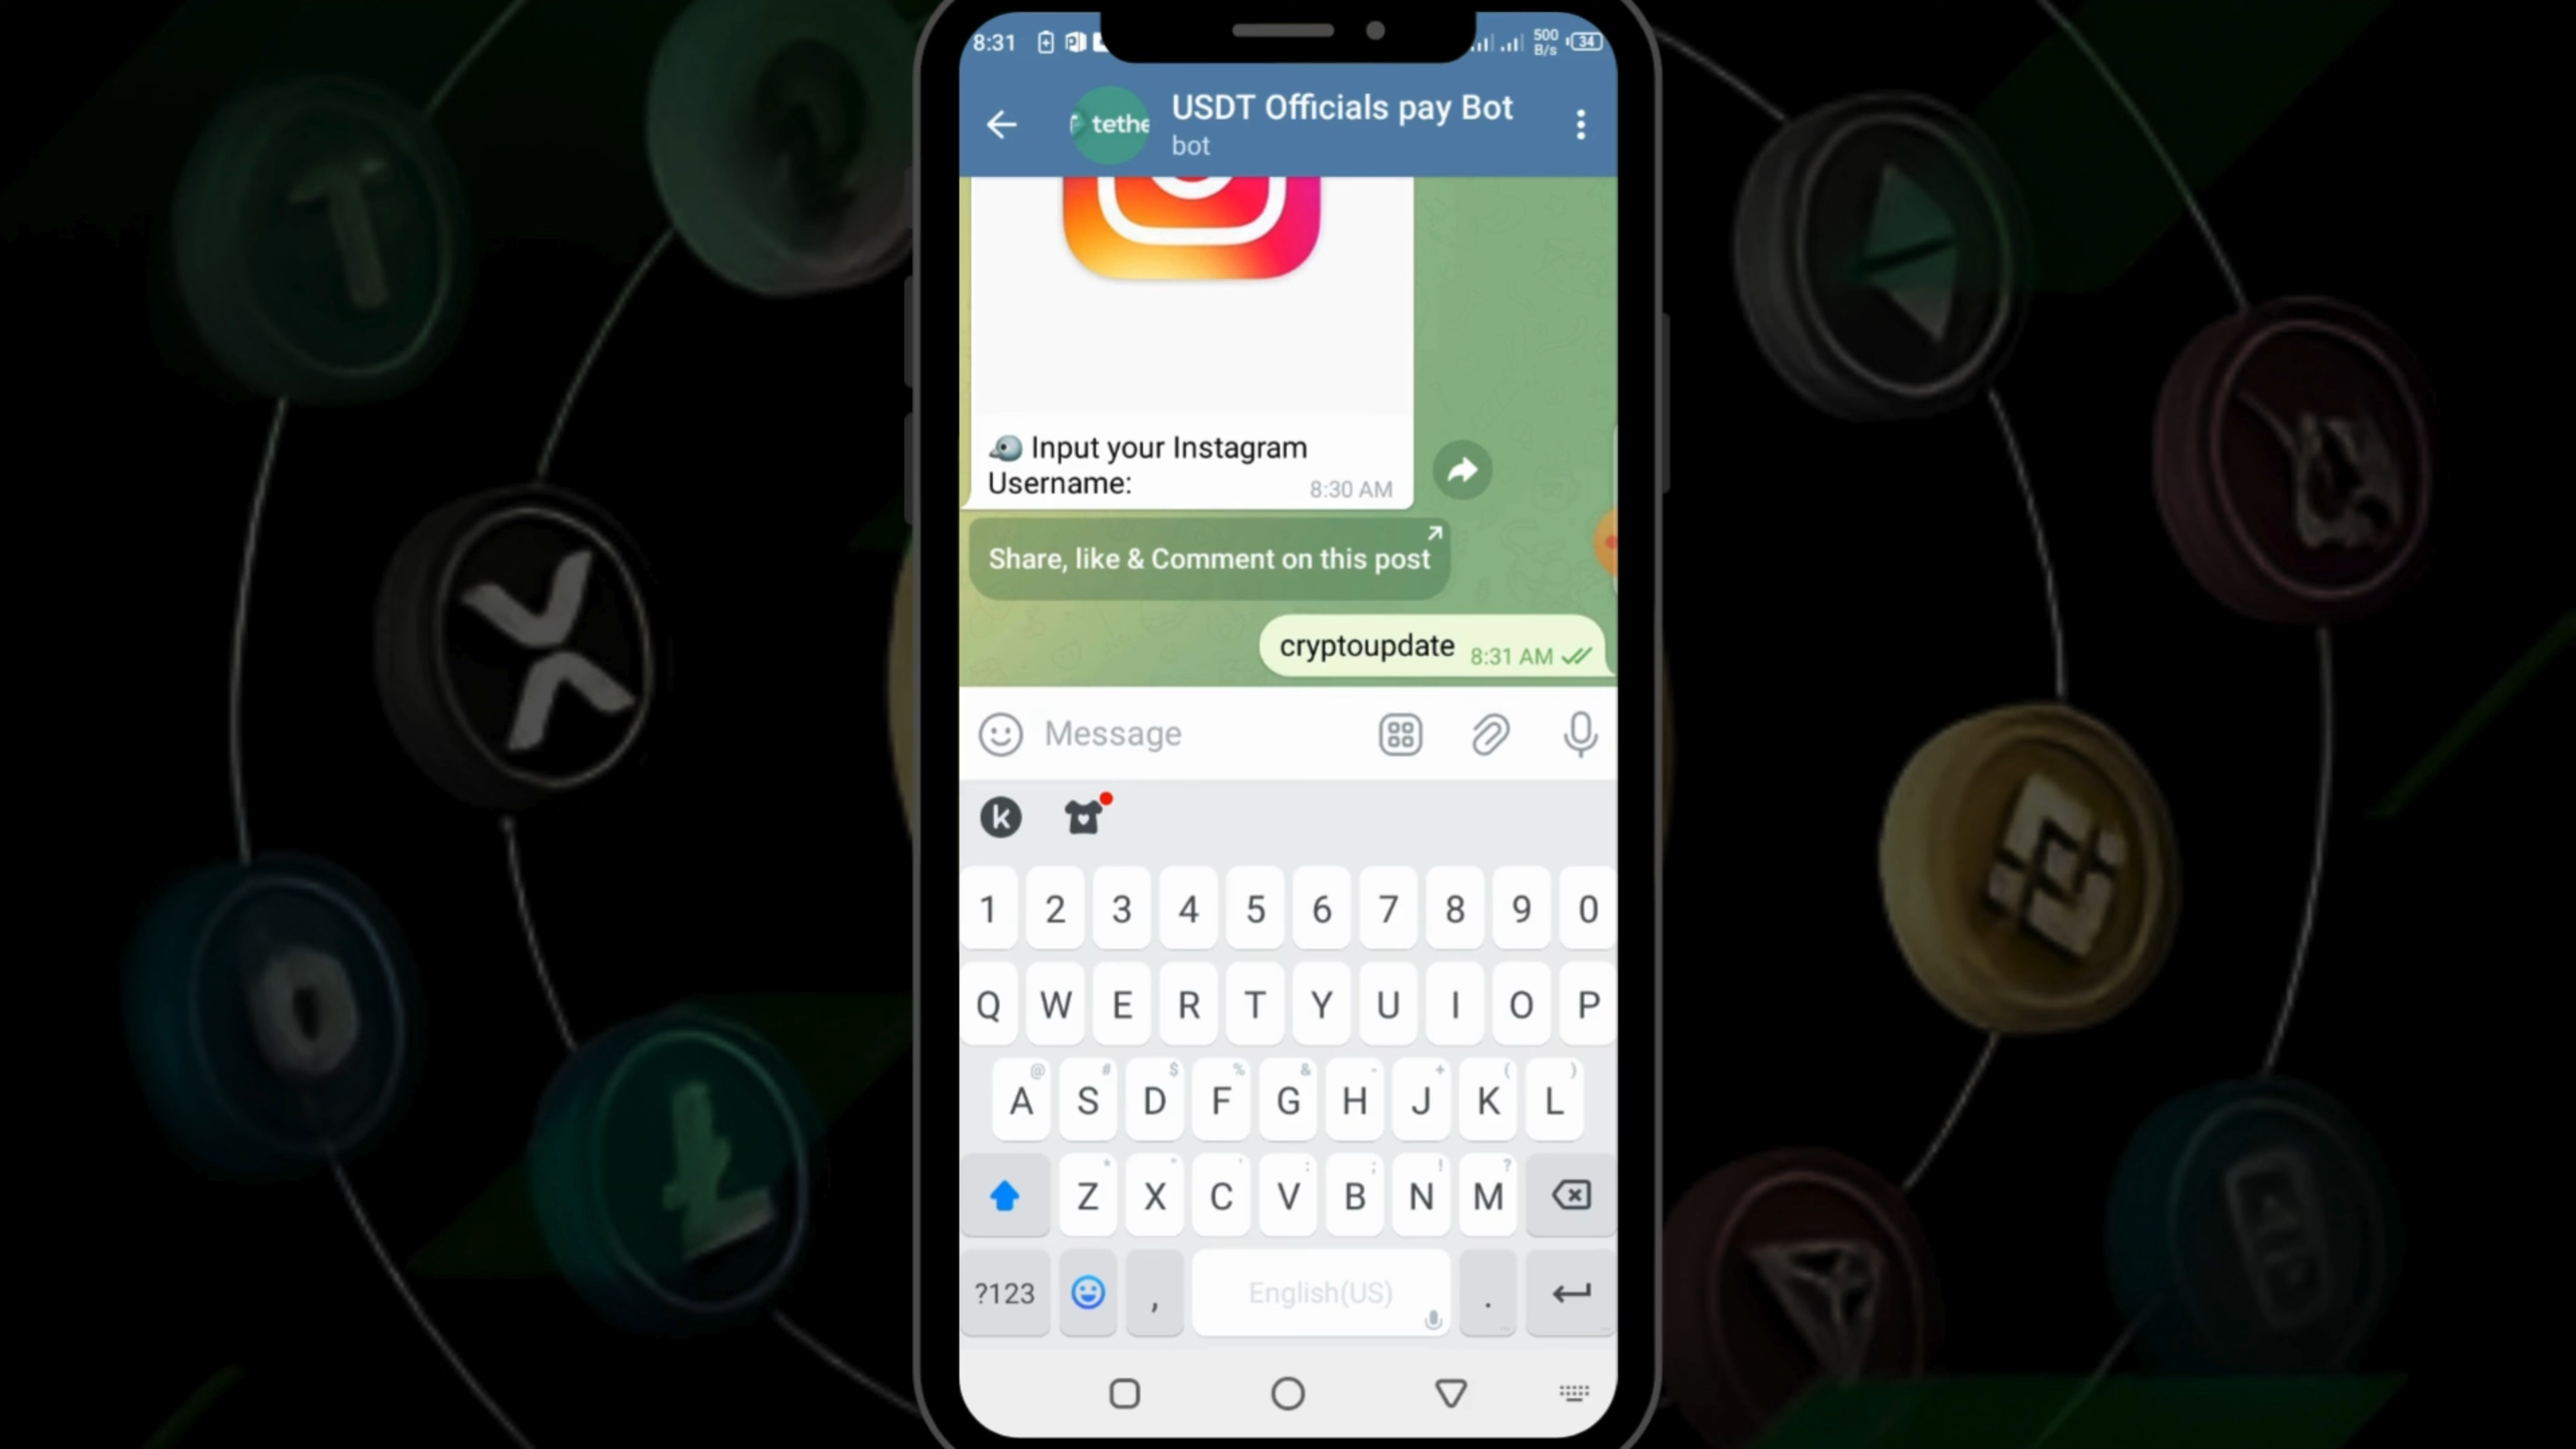 8:31
500
B/s
34
tethe
USDT Officials pay Bot
bot
Input your Instagram
Username:
8:30 AM
Share, like & Comment on this post
cryptoupdate 8:31 AM
Message
k
1 2 3 4 5 6 7 8 9 0
Q W E R T Y U I O P
@ # $ % & - + ( )
A S D F G H J K L
* " ' : ; ! ?
Z X C V B N M
?123 , English(US) .